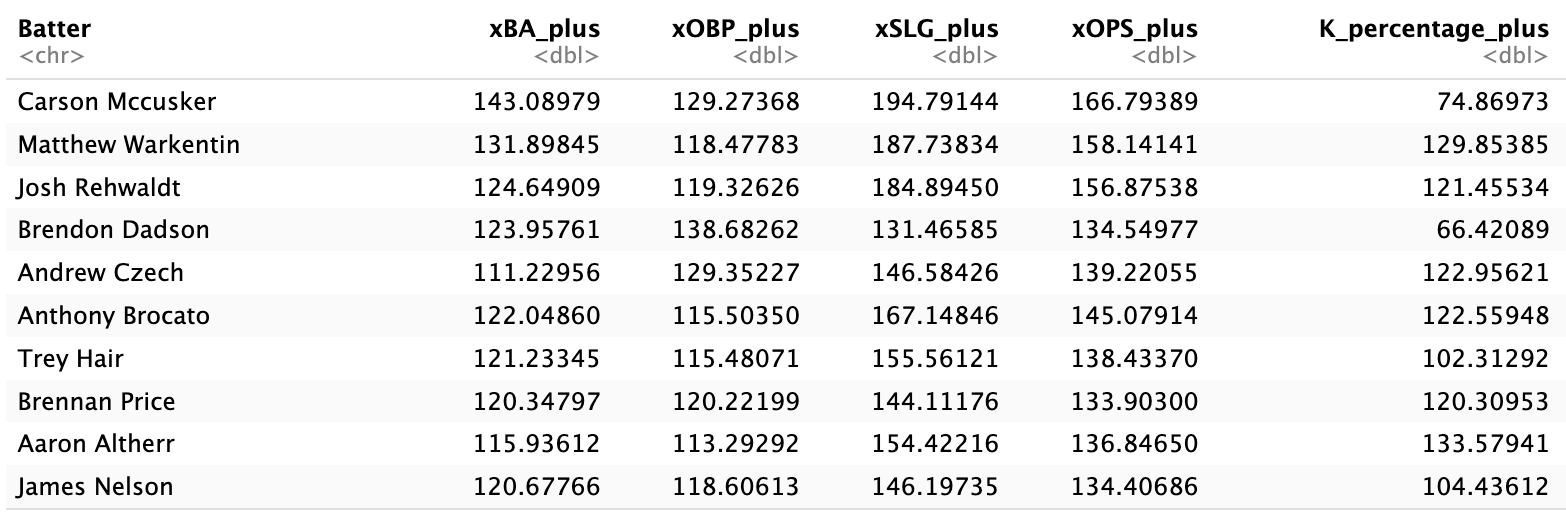 Batter xBA_plus xOBP_plus xSLG_plus xOPS_plus K_percentage_plus
<chr> <dbl> <dbl> <dbl> <dbl> <dbl>
Carson Mccusker 143.08979 129.27368 194.79144 166.79389 74.86973
Matthew Warkentin 131.89845 118.47783 187.73834 158.14141 129.85385
Josh Rehwaldt 124.64909 119.32626 184.89450 156.87538 121.45534
Brendon Dadson 123.95761 138.68262 131.46585 134.54977 66.42089
Andrew Czech 111.22956 129.35227 146.58426 139.22055 122.95621
Anthony Brocato 122.04860 115.50350 167.14846 145.07914 122.55948
Trey Hair 121.23345 115.48071 155.56121 138.43370 102.31292
Brennan Price 120.34797 120.22199 144.11176 133.90300 120.30953
Aaron Altherr 115.93612 113.29292 154.42216 136.84650 133.57941
James Nelson 120.67766 118.60613 146.19735 134.40686 104.43612